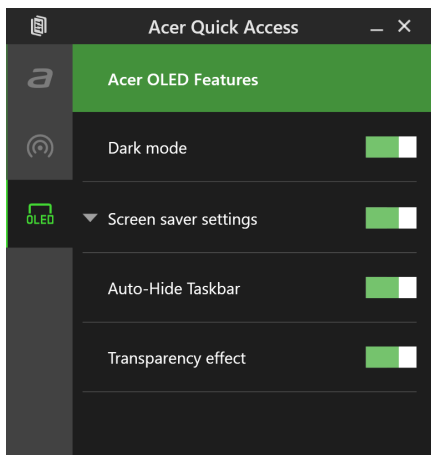 Acer Quick Access
Acer OLED Features
Dark mode
OLED
Screen saver settings
Auto-Hide Taskbar
Transparency effect